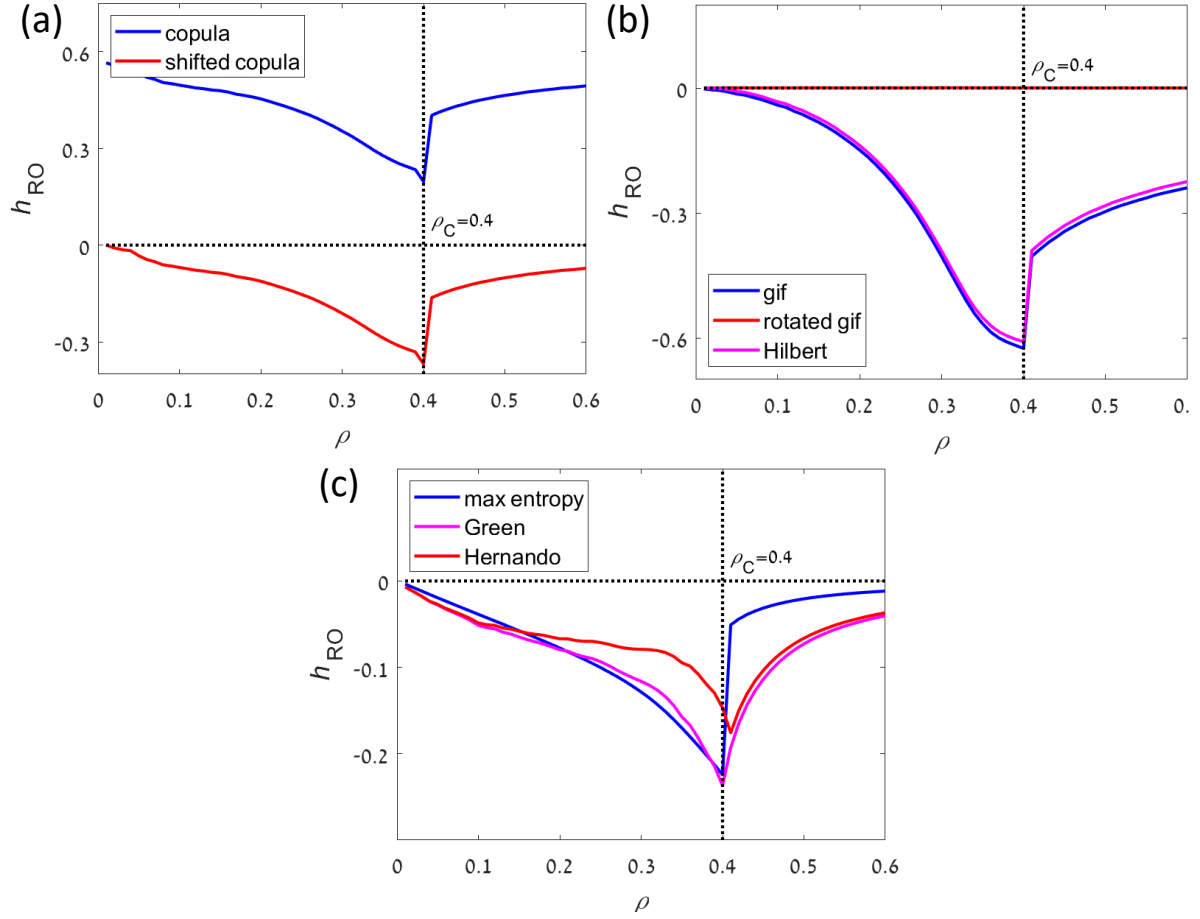 (a)
copula
shifted copula
0.6
0.3
0
-0.3
h_RO
ρ_C=0.4
0 0.1 0.2 0.3 0.4 0.5 0.6
ρ
(b)
0
-0.3
-0.6
h_RO
ρ_C=0.4
gif
rotated gif
Hilbert
0 0.1 0.2 0.3 0.4 0.5 0.
ρ
(c)
max entropy
Green
Hernando
0
-0.1
-0.2
h_RO
ρ_C=0.4
0 0.1 0.2 0.3 0.4 0.5 0.6
ρ